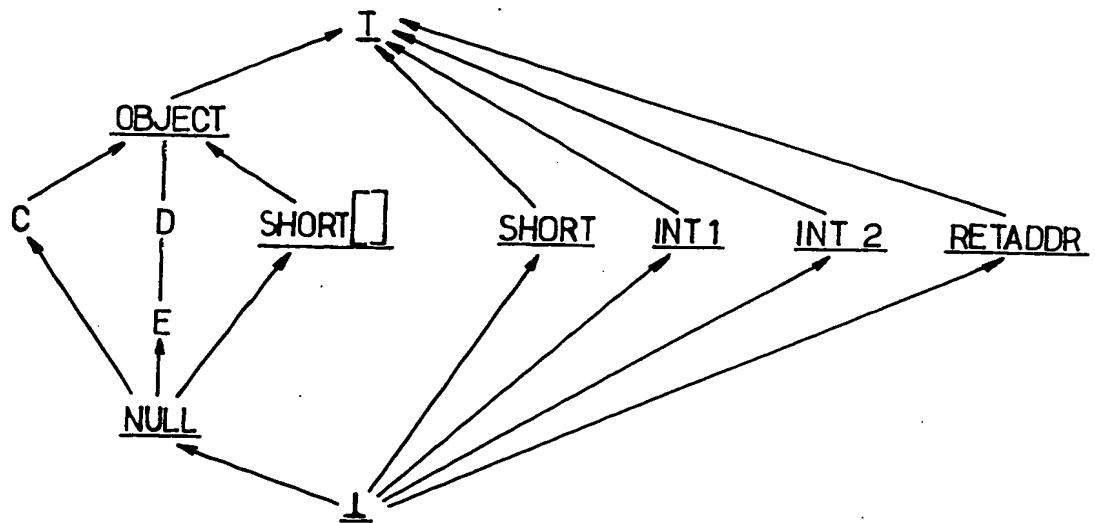 T
OBJECT
C D SHORT[] SHORT INT1 INT 2 RETADDR
E
NULL
⊥